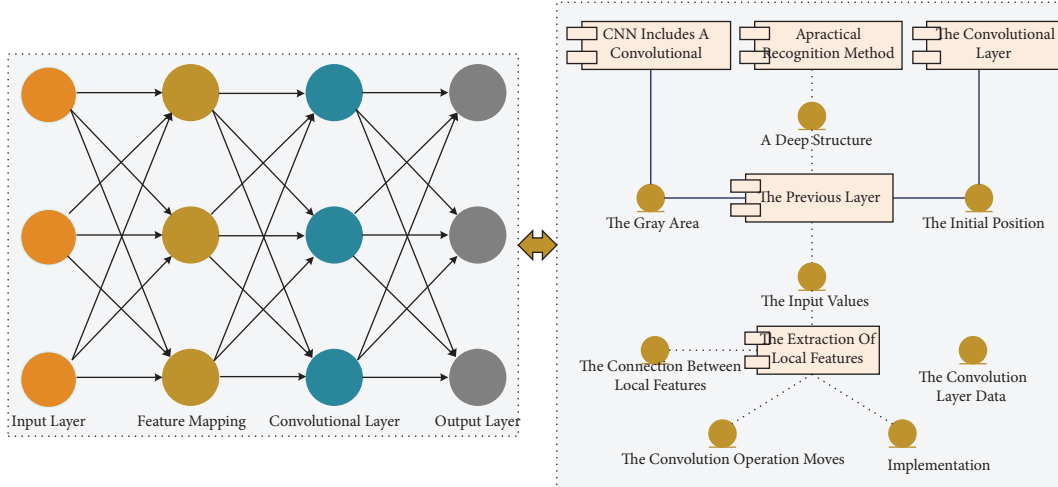 Input Layer
Feature Mapping
Convolutional Layer
Output Layer
CNN Includes A
Convolutional
Apractical
Recognition Method
The Convolutional
Layer
A Deep Structure
The Gray Area
The Previous Layer
The Initial Position
The Input Values
The Extraction Of
Local Features
The Connection Between
Local Features
The Convolution
Layer Data
The Convolution Operation Moves
Implementation